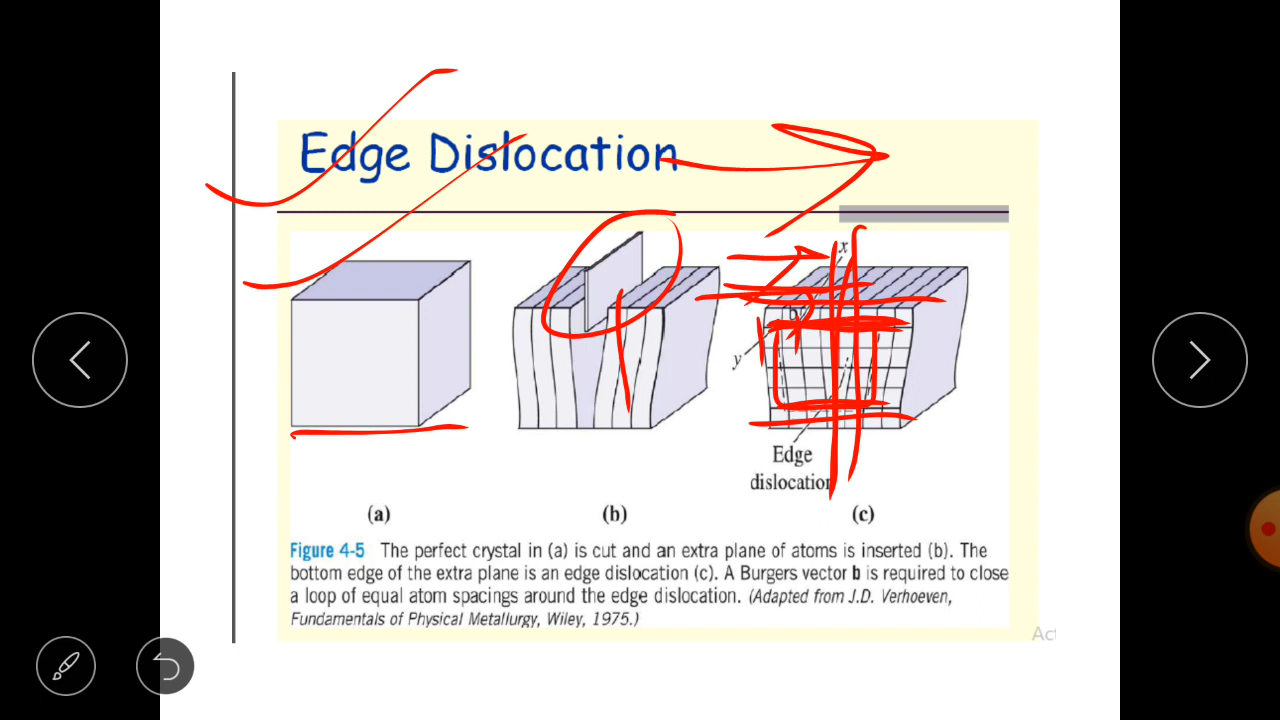 Edge Dislocation
x
b
y
Edge
dislocation
(a)
(b)
(c)
Figure 4-5 The perfect crystal in (a) is cut and an extra plane of atoms is inserted (b). The
bottom edge of the extra plane is an edge dislocation (c). A Burgers vector b is required to close
a loop of equal atom spacings around the edge dislocation. (Adapted from J.D. Verhoeven,
Fundamentals of Physical Metallurgy, Wiley, 1975.)
Act